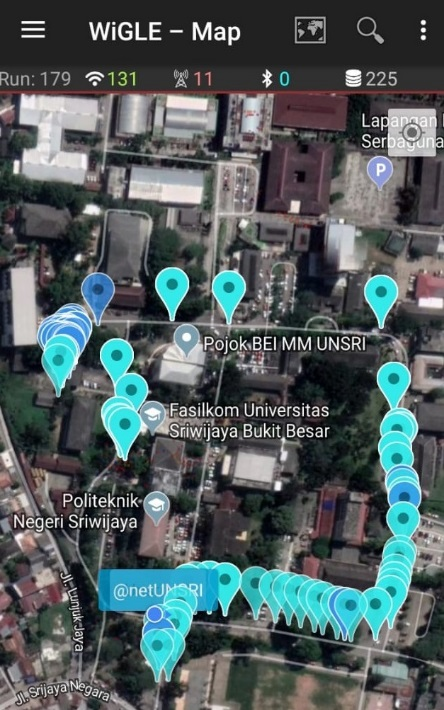 WiGLE – Map
Run: 179 131 11 0 225
Lapangan
Serbaguna
P
Pojok BEI MM UNSRI
Fasilkom Universitas
Sriwijaya Bukit Besar
Politeknik
Negeri Sriwijaya
@netUNSRI
Jl. Lunjuk Jaya
Jl. Srijaya Negara